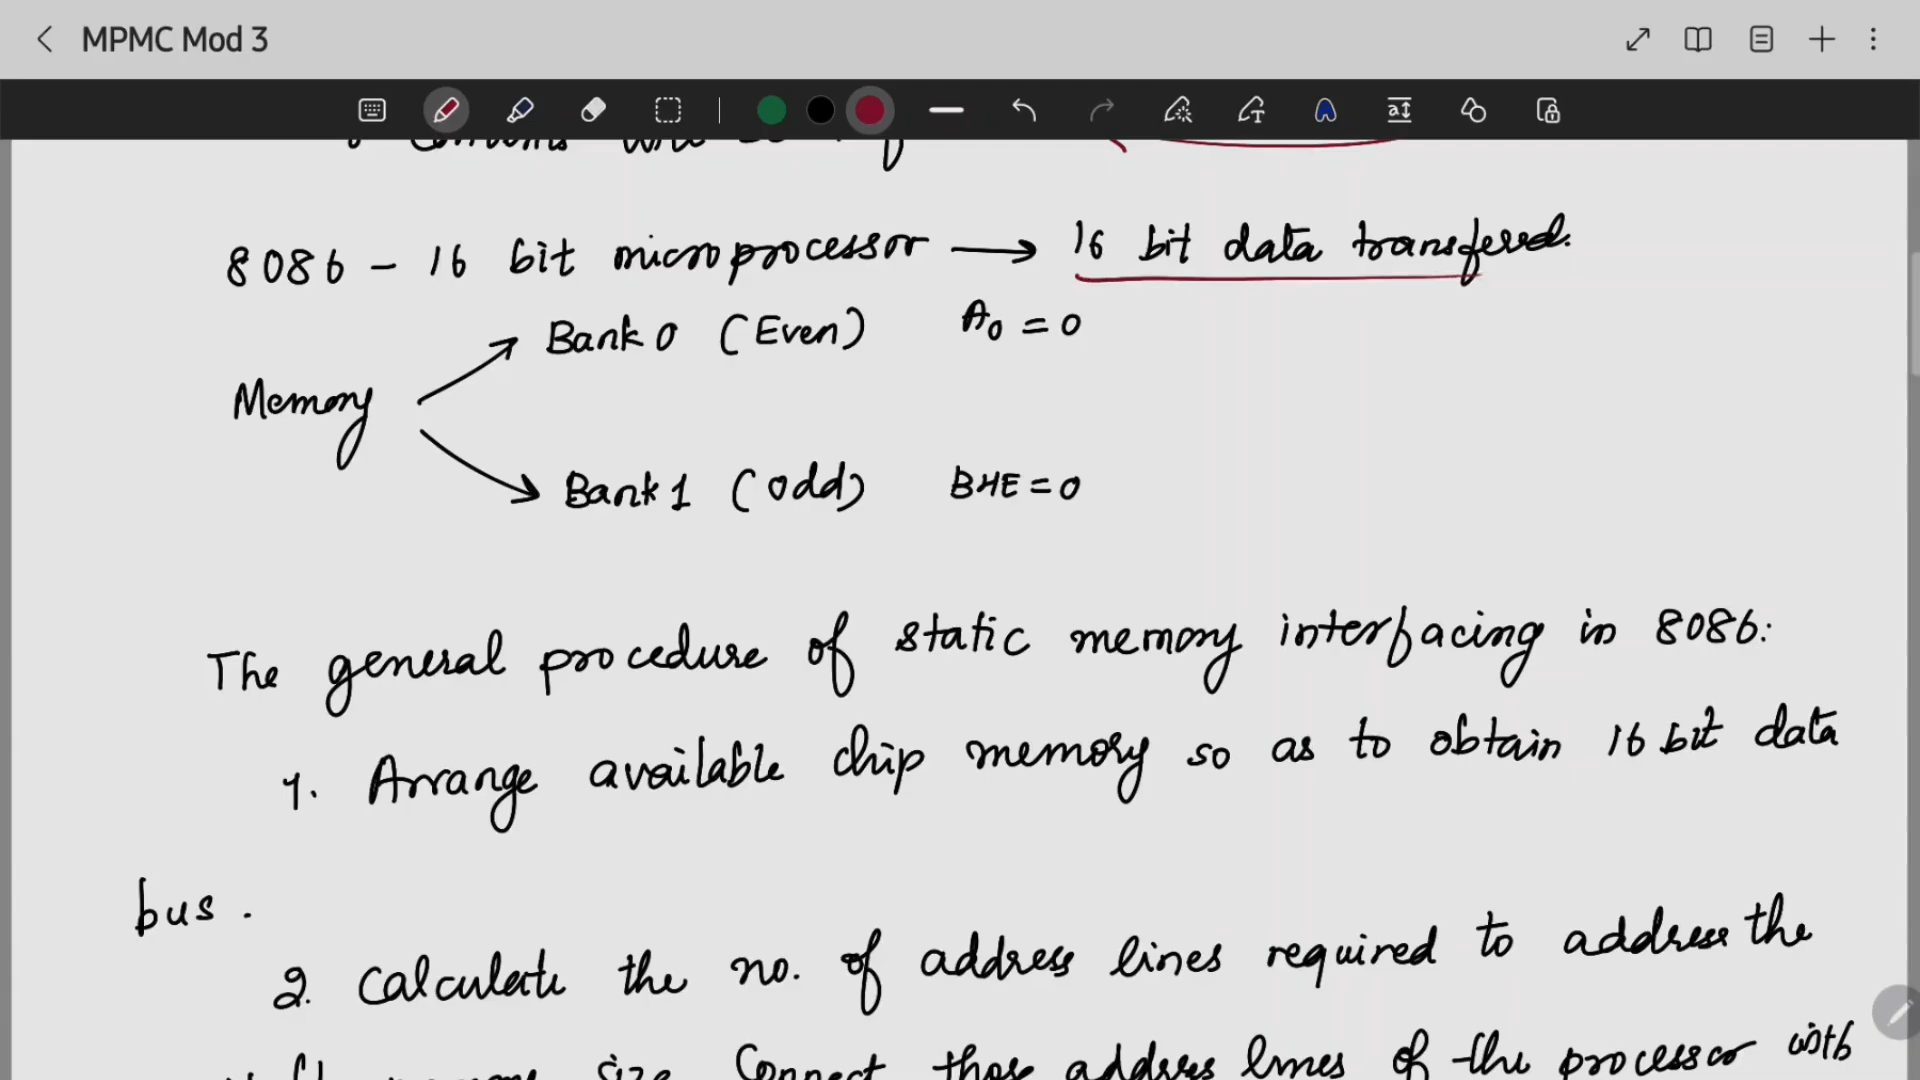 MPMC Mod 3
8086 - 16 bit microprocessor → 16 bit data transfered.
Bank 0 (Even) A0 = 0
Memory
Bank 1 (odd) BHE = 0
The general procedure of static memory interfacing in 8086:
1. Arrange available chip memory so as to obtain 16 bit data
bus.
2. Calculate the no. of address lines required to address the
size. Connect those address lines of the processor with